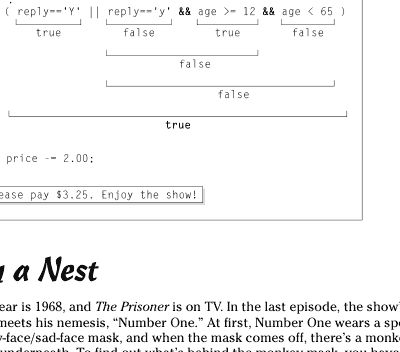 ( reply=='Y' || reply=='y' && age >= 12 && age < 65 )
true false true false
false
false
true
price -= 2.00;
ease pay $3.25. Enjoy the show!
a Nest
ear is 1968, and The Prisoner is on TV. In the last episode, the show'
meets his nemesis, “Number One.” At first, Number One wears a sp
y-face/sad-face mask, and when the mask comes off, there's a monk
underneath. To find out what's behind the monkey mask, you have